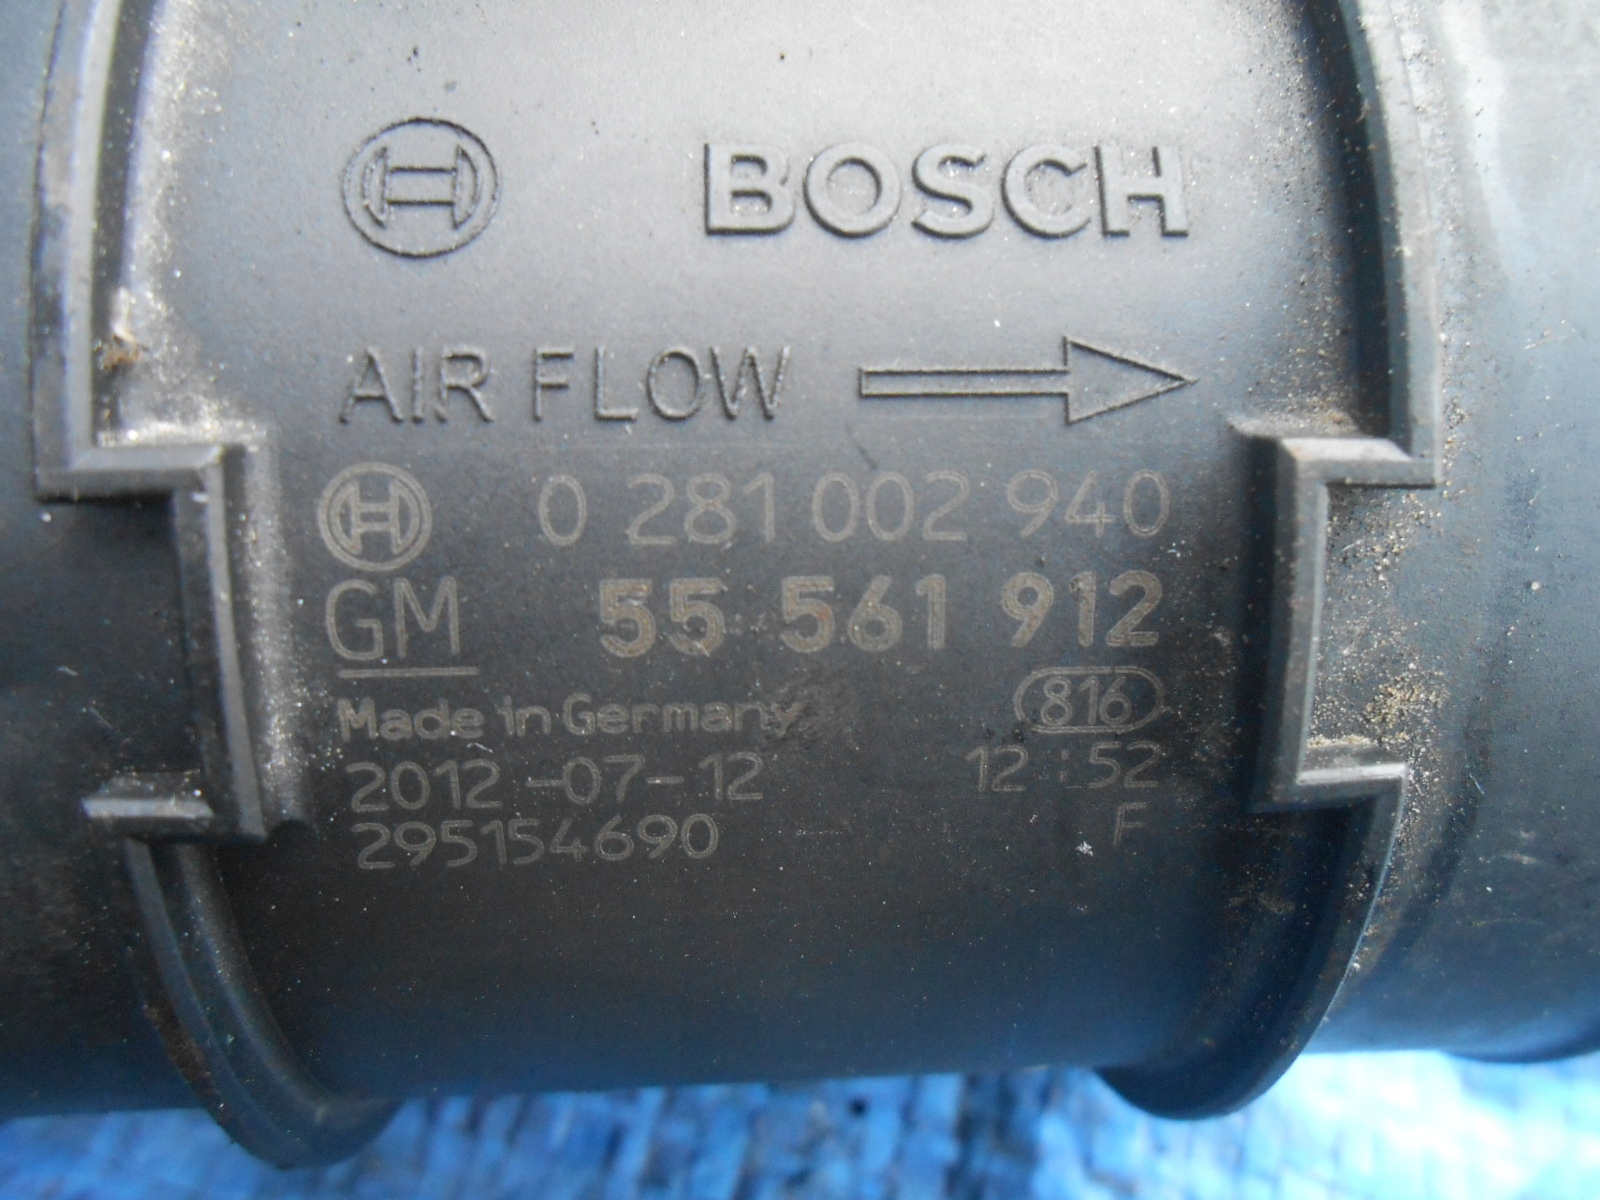 BOSCH
AIR FLOW
0 281 002 940
GM 55 561 912
Made in Germany 816
2012-07-12 12:52
295154690 F